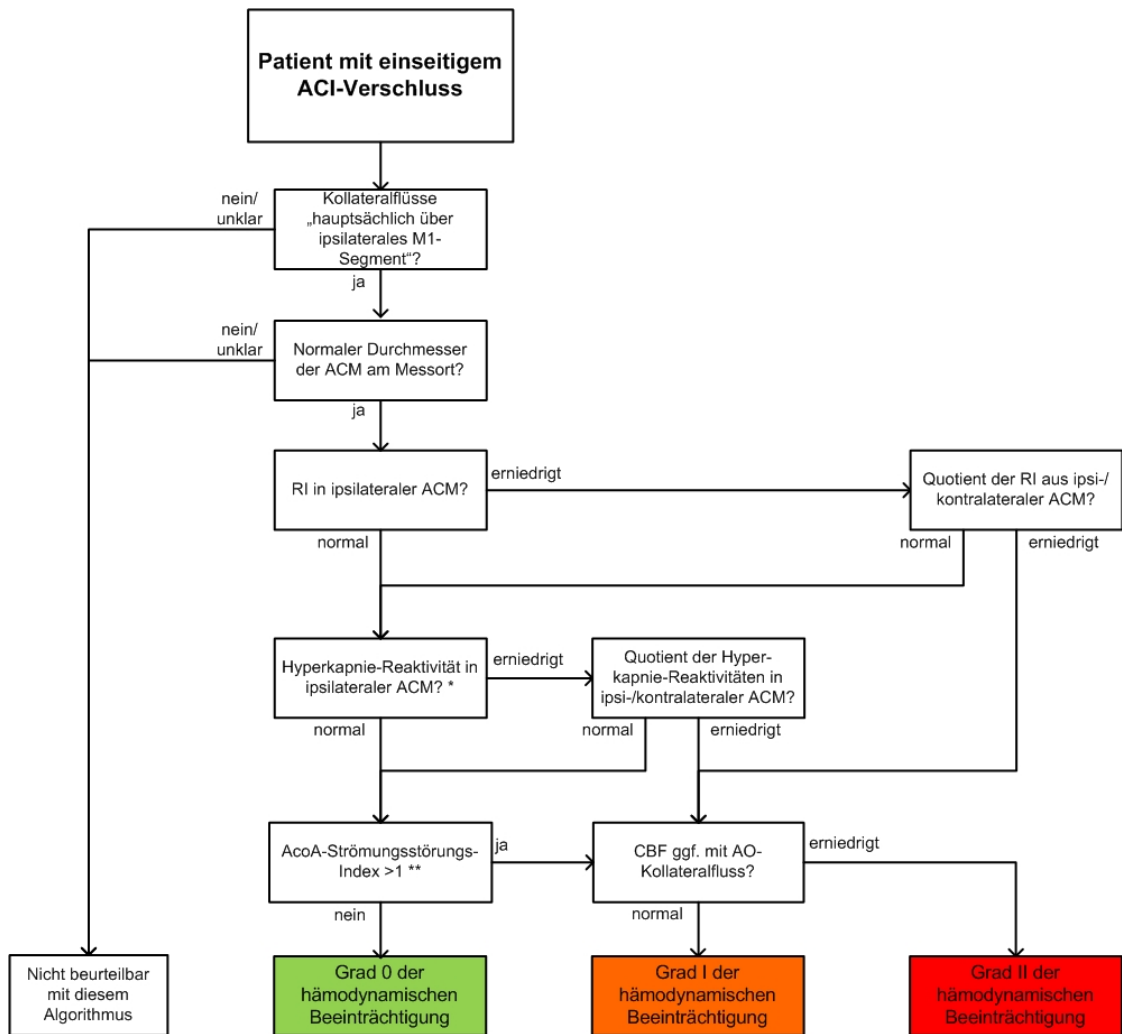 Patient mit einseitigem
ACI-Verschluss
nein/
unklar
Kollateralflüsse
„hauptsächlich über
ipsilaterales M1-
Segment“?
ja
nein/
unklar
Normaler Durchmesser
der ACM am Messort?
ja
RI in ipsilateraler ACM?
erniedrigt
Quotient der RI aus ipsi-/
kontralateraler ACM?
normal
normal
erniedrigt
Hyperkapnie-Reaktivität in
ipsilateraler ACM? *
erniedrigt
Quotient der Hyper-
kapnie-Reaktivitäten in
ipsi-/kontralateraler ACM?
normal
normal
erniedrigt
AcoA-Strömungsstörungs-
Index >1 **
ja
CBF ggf. mit AO-
Kollateralfluss?
erniedrigt
nein
normal
Nicht beurteilbar
mit diesem
Algorithmus
Grad 0 der
hämodynamischen
Beeinträchtigung
Grad I der
hämodynamischen
Beeinträchtigung
Grad II der
hämodynamischen
Beeinträchtigung